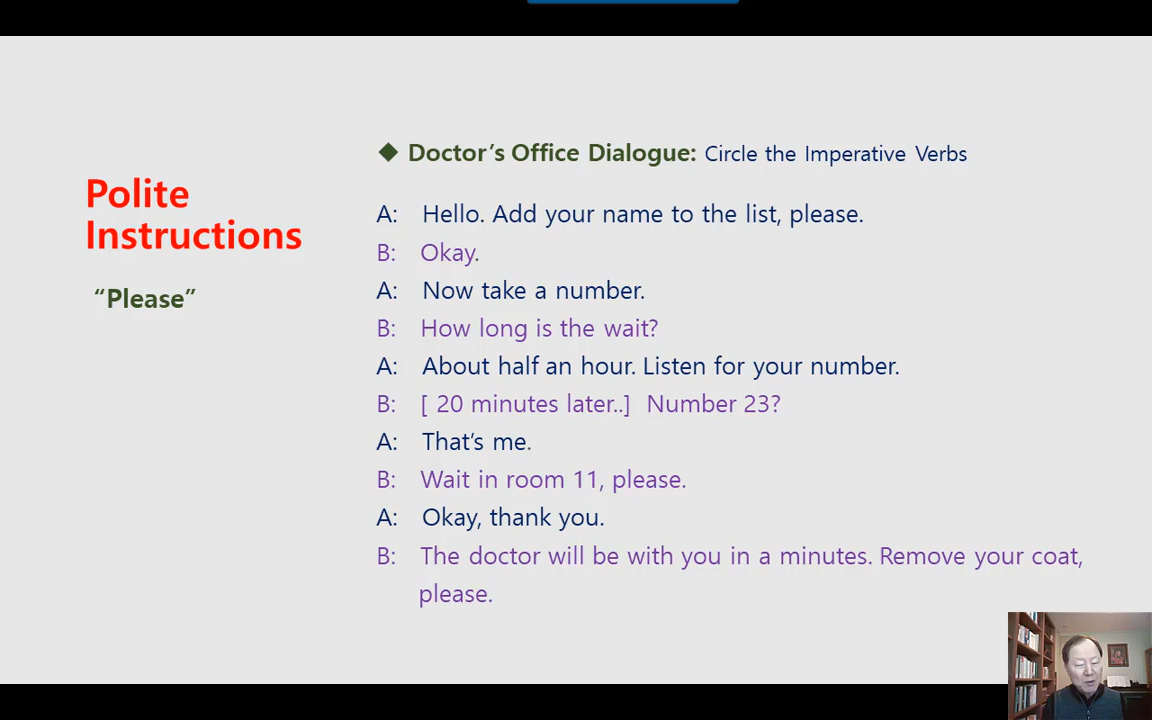 Polite
Instructions
“Please”
◆ Doctor’s Office Dialogue: Circle the Imperative Verbs
A: Hello. Add your name to the list, please.
B: Okay.
A: Now take a number.
B: How long is the wait?
A: About half an hour. Listen for your number.
B: [ 20 minutes later..] Number 23?
A: That’s me.
B: Wait in room 11, please.
A: Okay, thank you.
B: The doctor will be with you in a minutes. Remove your coat,
please.